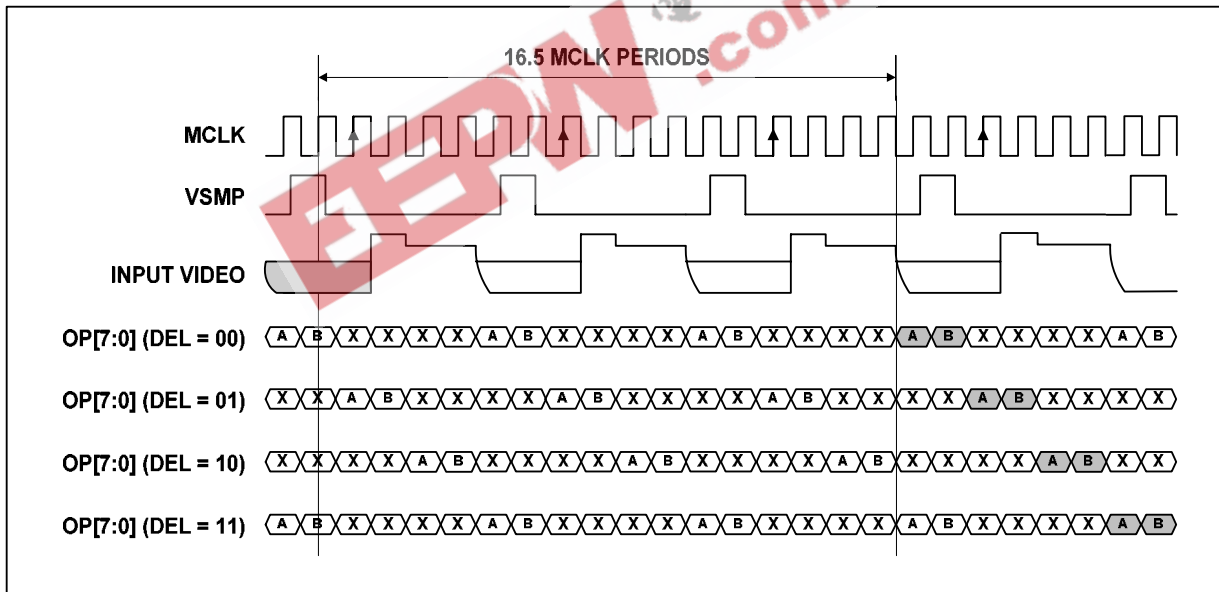 16.5 MCLK PERIODS
MCLK
VSMP
INPUT VIDEO
OP[7:0] (DEL = 00) A B X X X X A B X X X X A B X X X X A B X X X X A B
OP[7:0] (DEL = 01) X X A B X X X X A B X X X X A B X X X X A B X X X X
OP[7:0] (DEL = 10) X X X X A B X X X X A B X X X X A B X X X X A B X X
OP[7:0] (DEL = 11) A B X X X X A B X X X X A B X X X X A B X X X X A B
EEPW
.com